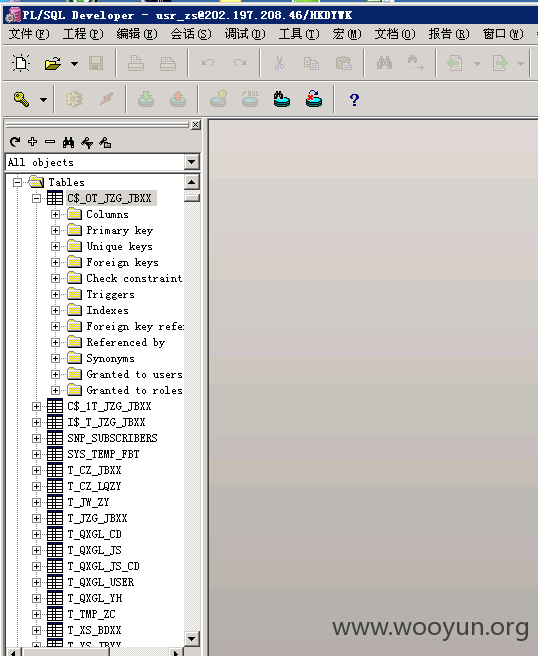 PL/SQL Developer - usr_zs@202.197.208.46/HKDYWK
文件(F) 工程(P) 编辑(E) 会话(S) 调试(D) 工具(T) 宏(M) 文档(O) 报告(R) 窗口(W)
SQL
?
All objects
Tables
C$_0T_JZG_JBXX
Columns
Primary key
Unique keys
Foreign keys
Check constraint
Triggers
Indexes
Foreign key refe
Referenced by
Synonyms
Granted to users
Granted to roles
C$_1T_JZG_JBXX
I$_T_JZG_JBXX
SNP_SUBSCRIBERS
SYS_TEMP_FBT
T_CZ_JBXX
T_CZ_LQZY
T_JW_ZY
T_JZG_JBXX
T_QXGL_CD
T_QXGL_JS
T_QXGL_JS_CD
T_QXGL_USER
T_QXGL_YH
T_TMP_ZC
T_XS_BDXX
T_XS_JBXX
www.wooyun.org